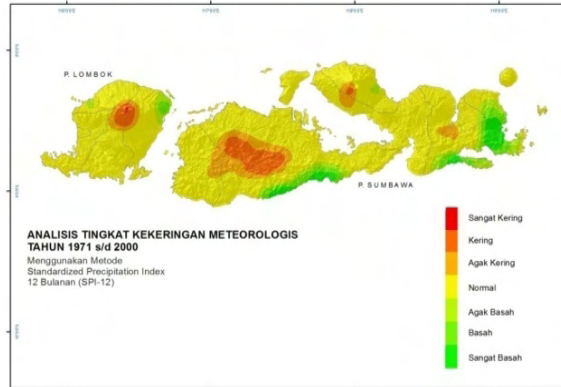 P. LOMBOK
P. SUMBAWA
ANALISIS TINGKAT KEKERINGAN METEOROLOGIS
TAHUN 1971 s/d 2000
Menggunakan Metode
Standardized Precipitation Index
12 Bulanan (SPI-12)
Sangat Kering
Kering
Agak Kering
Normal
Agak Basah
Basah
Sangat Basah